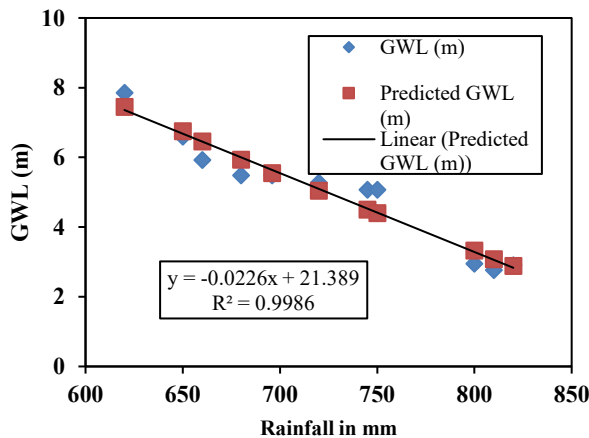 10
8
6
4
2
0
GWL (m)
GWL (m)
Predicted GWL
(m)
Linear (Predicted
GWL (m))
y = -0.0226x + 21.389
R² = 0.9986
600 650 700 750 800 850
Rainfall in mm